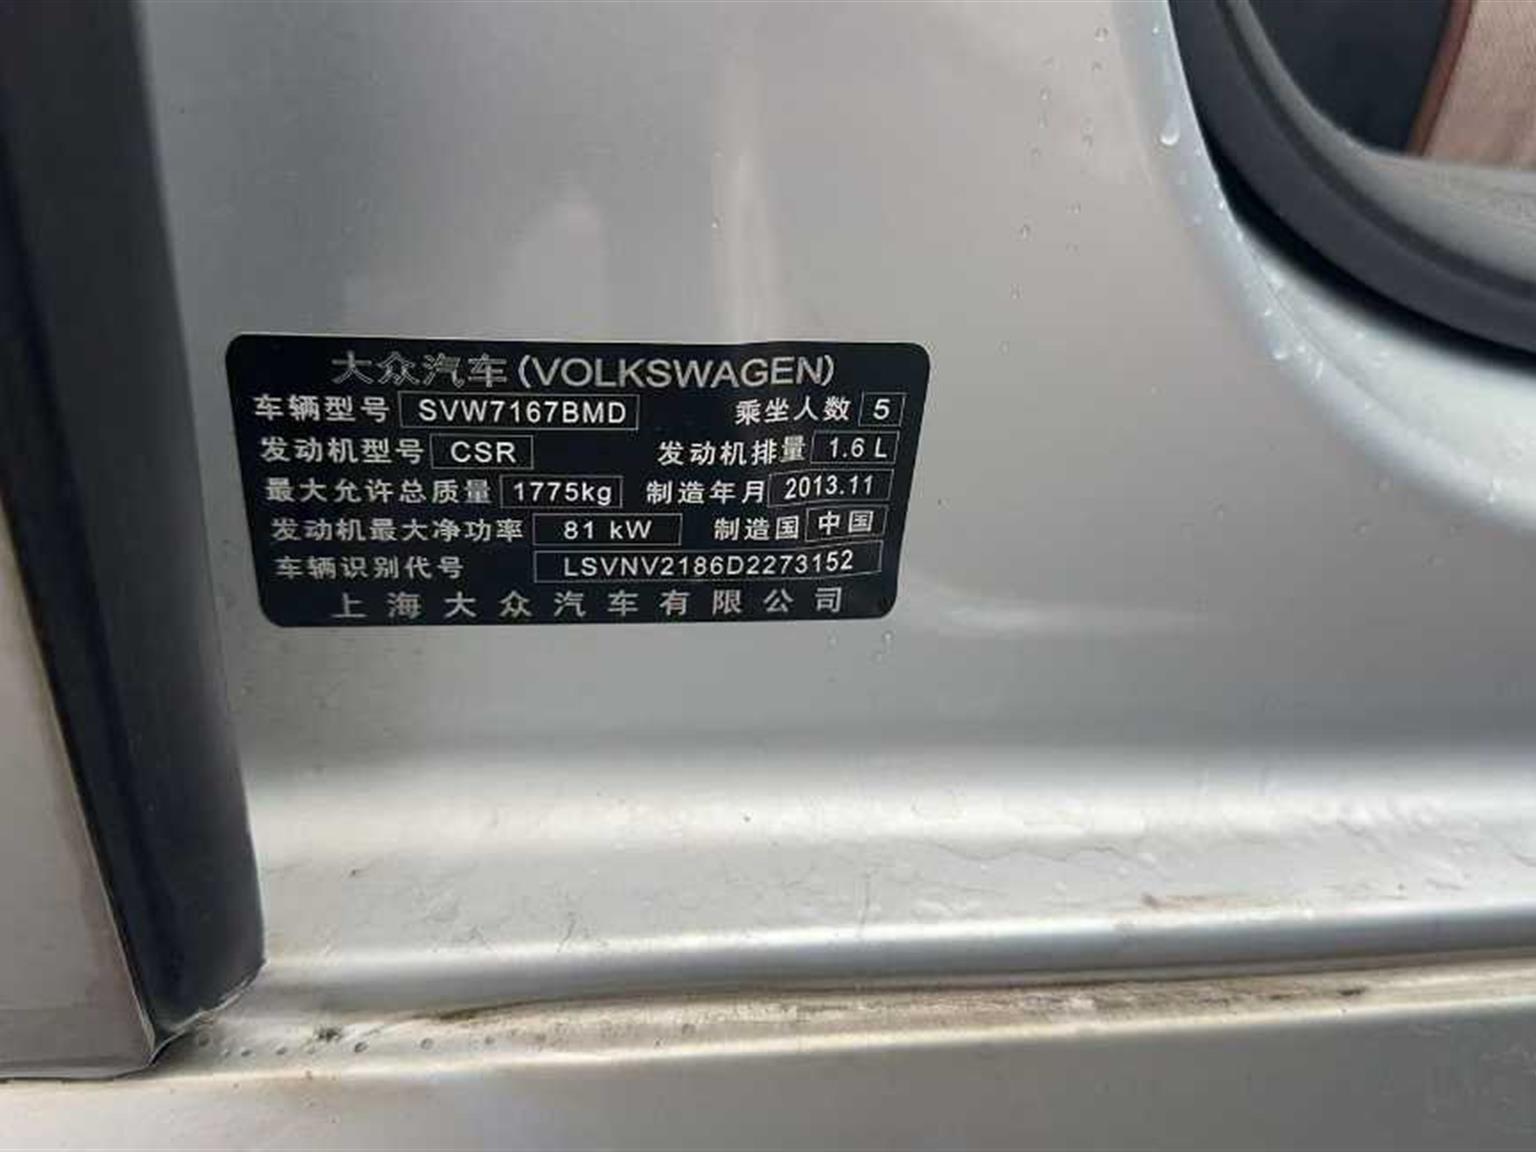 大众汽车(VOLKSWAGEN)
车辆型号 SVW7167BMD 乘坐人数 5
发动机型号 CSR 发动机排量 1.6 L
最大允许总质量 1775kg 制造年月 2013.11
发动机最大净功率 81 kW 制造国 中国
车辆识别代号 LSVNV2186D2273152
上海大众汽车有限公司